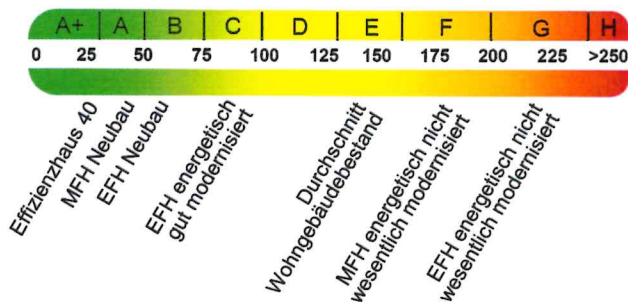 A+ A B C D E F G H
0 25 50 75 100 125 150 175 200 225 >250
Effizienzhaus 40
MFH Neubau
EFH Neubau
EFH energetisch
gut modernisiert
Durchschnitt
Wohngebäudebestand
MFH energetisch nicht
wesentlich modernisiert
EFH energetisch nicht
wesentlich modernisiert